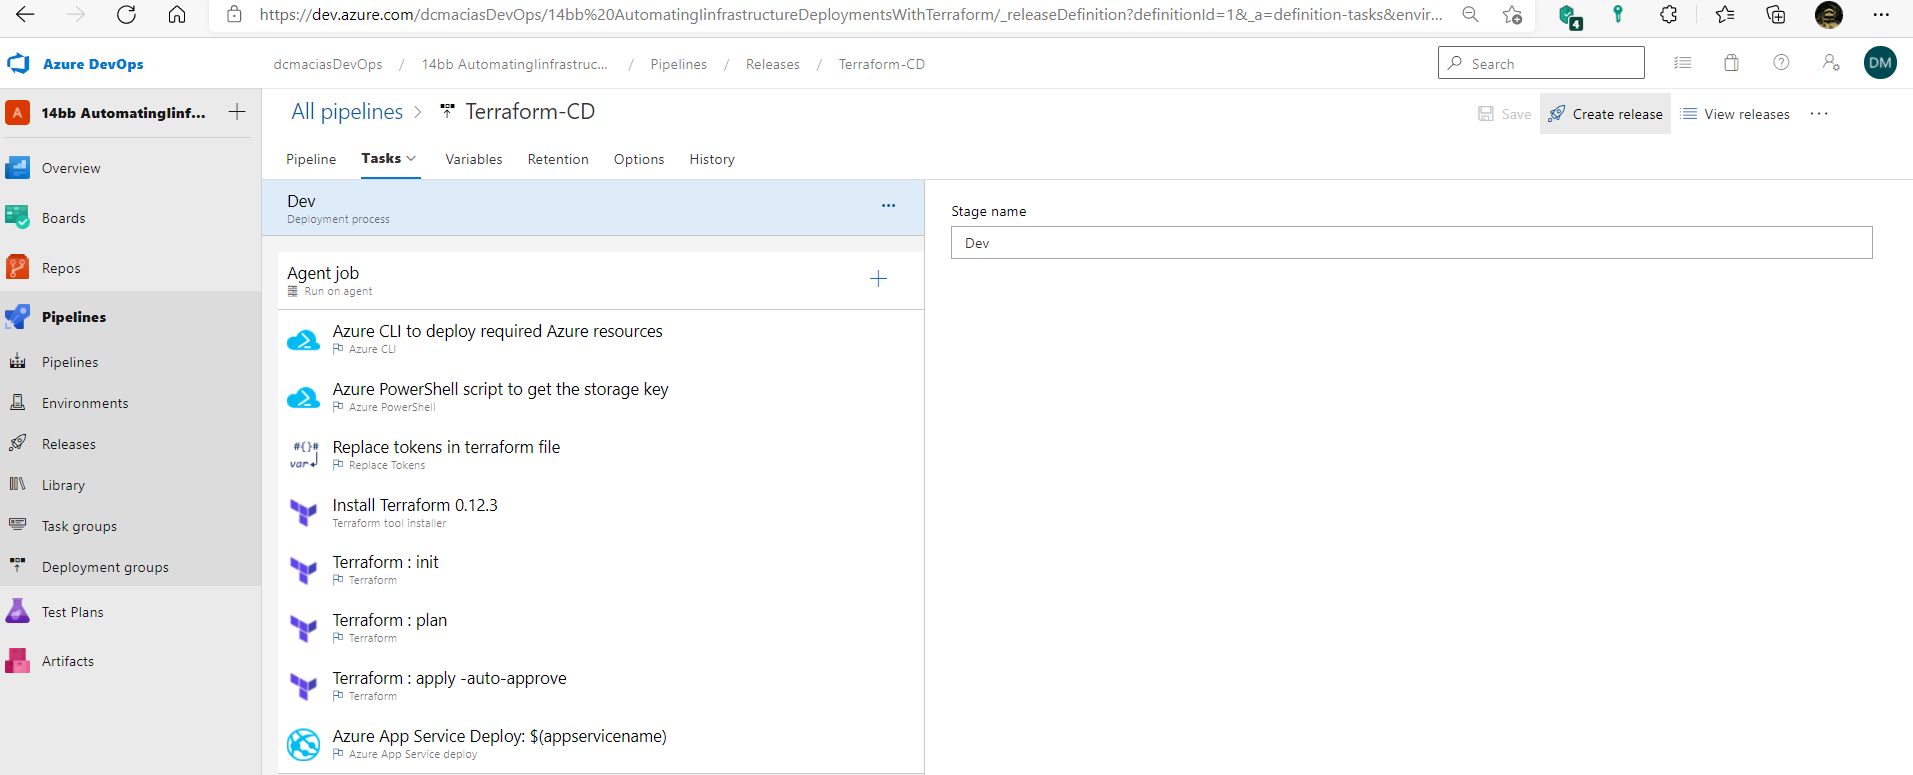 https://dev.azure.com/dcmaciasDevOps/14bb%20AutomatingIinfrastructureDeploymentsWithTerraform/_releaseDefinition?definitionId=1&_a=definition-tasks&envir...
4
Azure DevOps
dcmaciasDevOps / 14bb AutomatingIinfrastruc... / Pipelines / Releases / Terraform-CD
Search
DM
A 14bb AutomatingIinf...
All pipelines > Terraform-CD
Save
Create release
View releases
Pipeline Tasks Variables Retention Options History
Overview
Boards
Repos
Pipelines
Pipelines
Environments
Releases
Library
Task groups
Deployment groups
Test Plans
Artifacts
Dev
Deployment process
Agent job
Run on agent
Azure CLI to deploy required Azure resources
Azure CLI
Azure PowerShell script to get the storage key
Azure PowerShell
#{}#
var
Replace tokens in terraform file
Replace Tokens
Install Terraform 0.12.3
Terraform tool installer
Terraform : init
Terraform
Terraform : plan
Terraform
Terraform : apply -auto-approve
Terraform
Azure App Service Deploy: $(appservicename)
Azure App Service deploy
Stage name
Dev